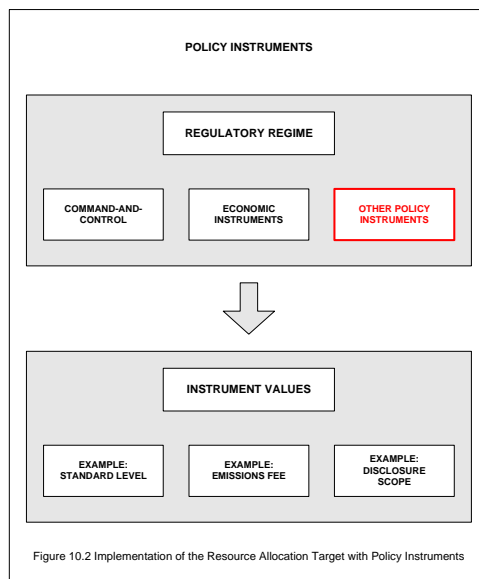 POLICY INSTRUMENTS
REGULATORY REGIME
COMMAND-AND-
CONTROL
ECONOMIC
INSTRUMENTS
OTHER POLICY
INSTRUMENTS
INSTRUMENT VALUES
EXAMPLE:
STANDARD LEVEL
EXAMPLE:
EMISSIONS FEE
EXAMPLE:
DISCLOSURE
SCOPE
Figure 10.2 Implementation of the Resource Allocation Target with Policy Instruments